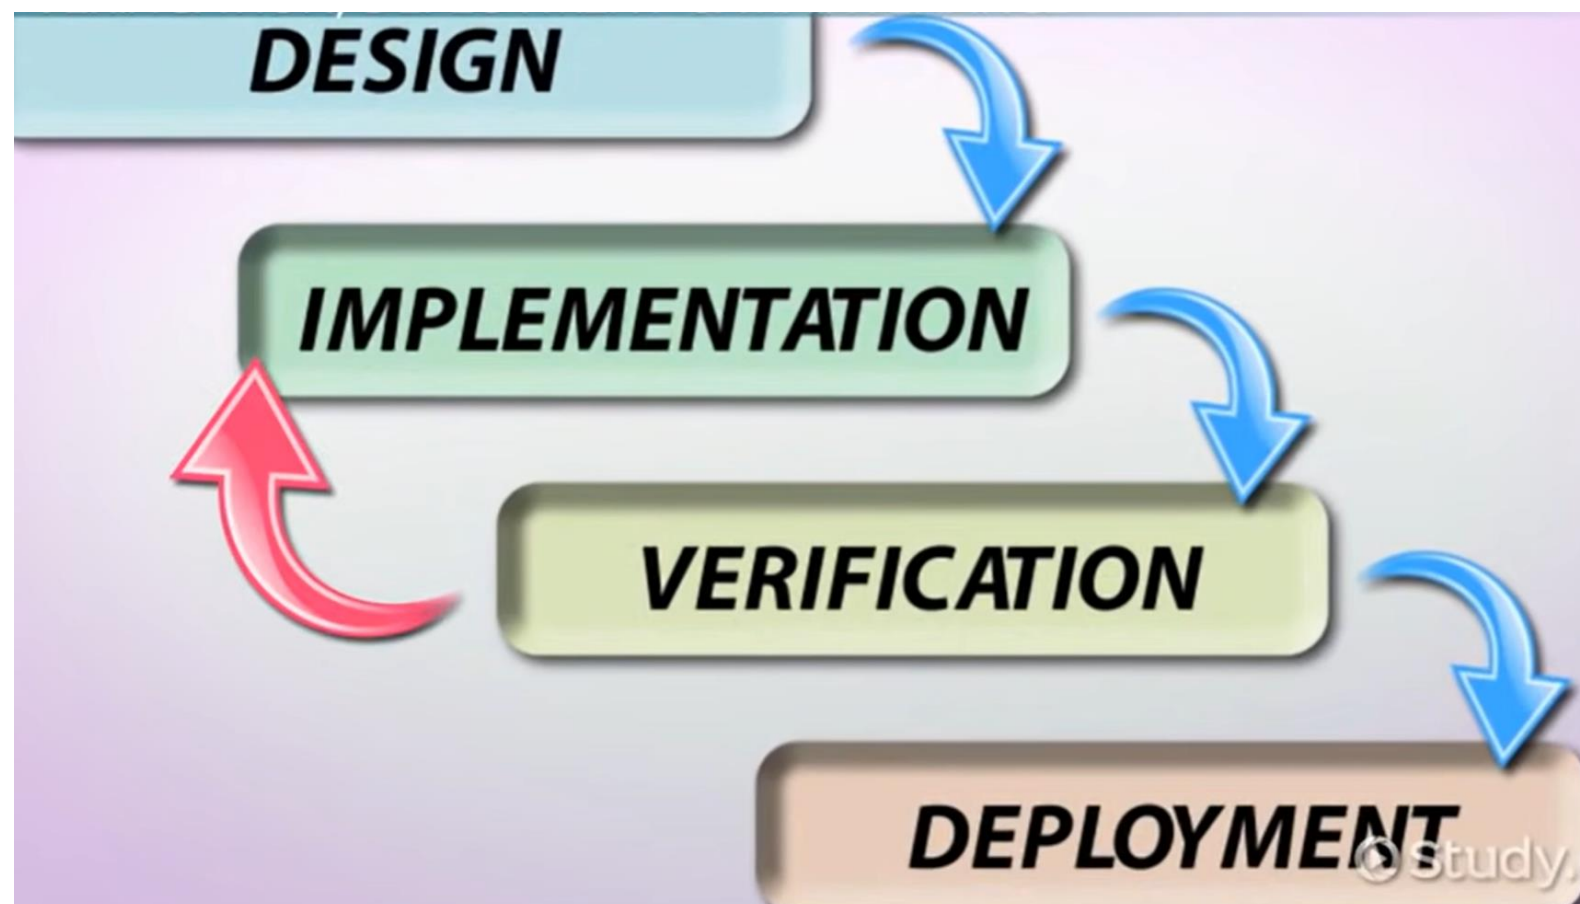 DESIGN
IMPLEMENTATION
VERIFICATION
DEPLOYMENT
Study.